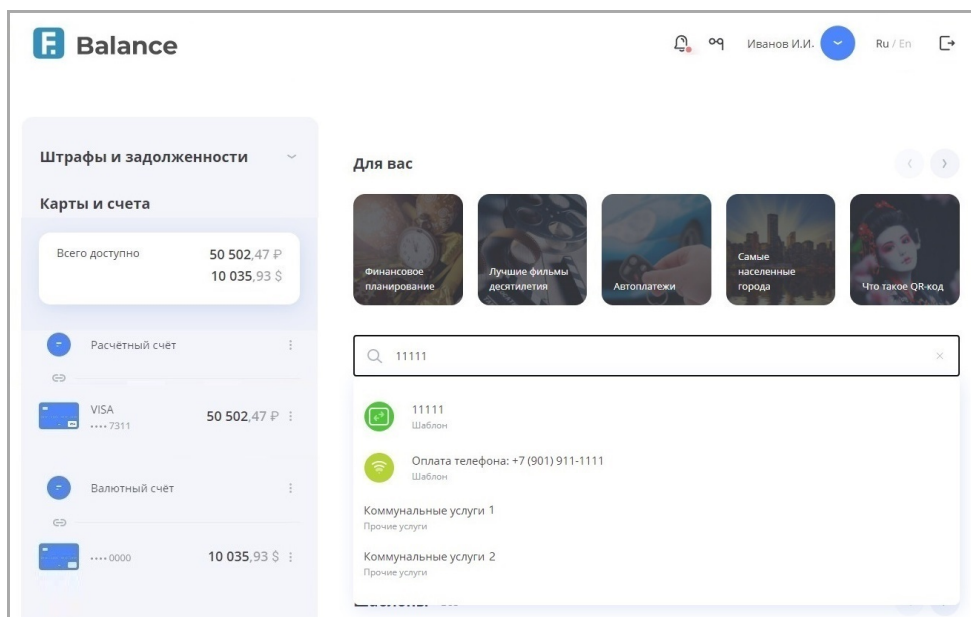 F. Balance
Иванов И.И.
Ru / En
Штрафы и задолженности
Карты и счета
Всего доступно
50 502,47 ₽
10 035,93 $
Расчётный счёт
VISA
•••• 7311
50 502,47 ₽
Валютный счёт
•••• 0000
10 035,93 $
Для вас
Финансовое
планирование
Лучшие фильмы
десятилетия
Автоплатежи
Самые
населенные
города
Что такое QR-код
11111
11111
Шаблон
Оплата телефона: +7 (901) 911-1111
Шаблон
Коммунальные услуги 1
Прочие услуги
Коммунальные услуги 2
Прочие услуги